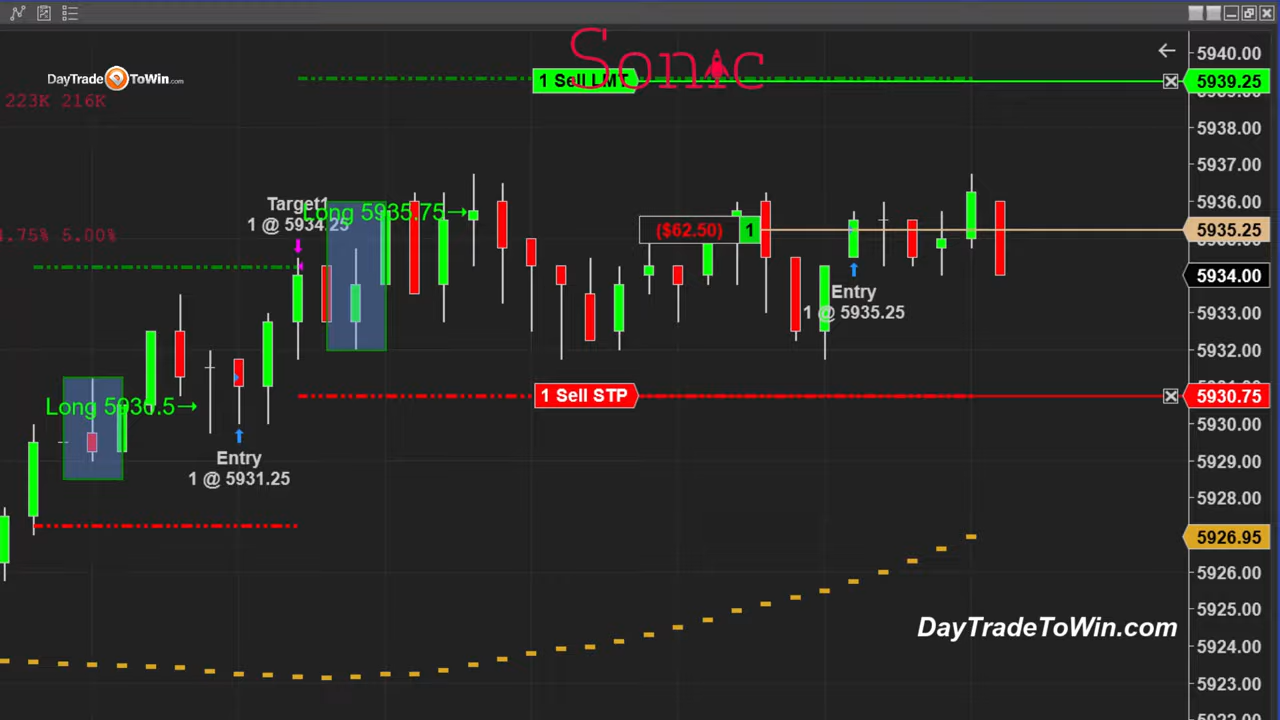 Sonic
DayTradeToWin.com
223K 216K
1 Sell LMT
Target1
1 @ 5934.25
Long 5935.75→
5.00%
($62.50) 1
Entry
1 @ 5935.25
1 Sell STP
Long 5930.5→
Entry
1 @ 5931.25
DayTradeToWin.com
5940.00
5939.25
5938.00
5937.00
5936.00
5935.25
5934.00
5933.00
5932.00
5930.75
5930.00
5929.00
5928.00
5926.95
5926.00
5925.00
5924.00
5923.00